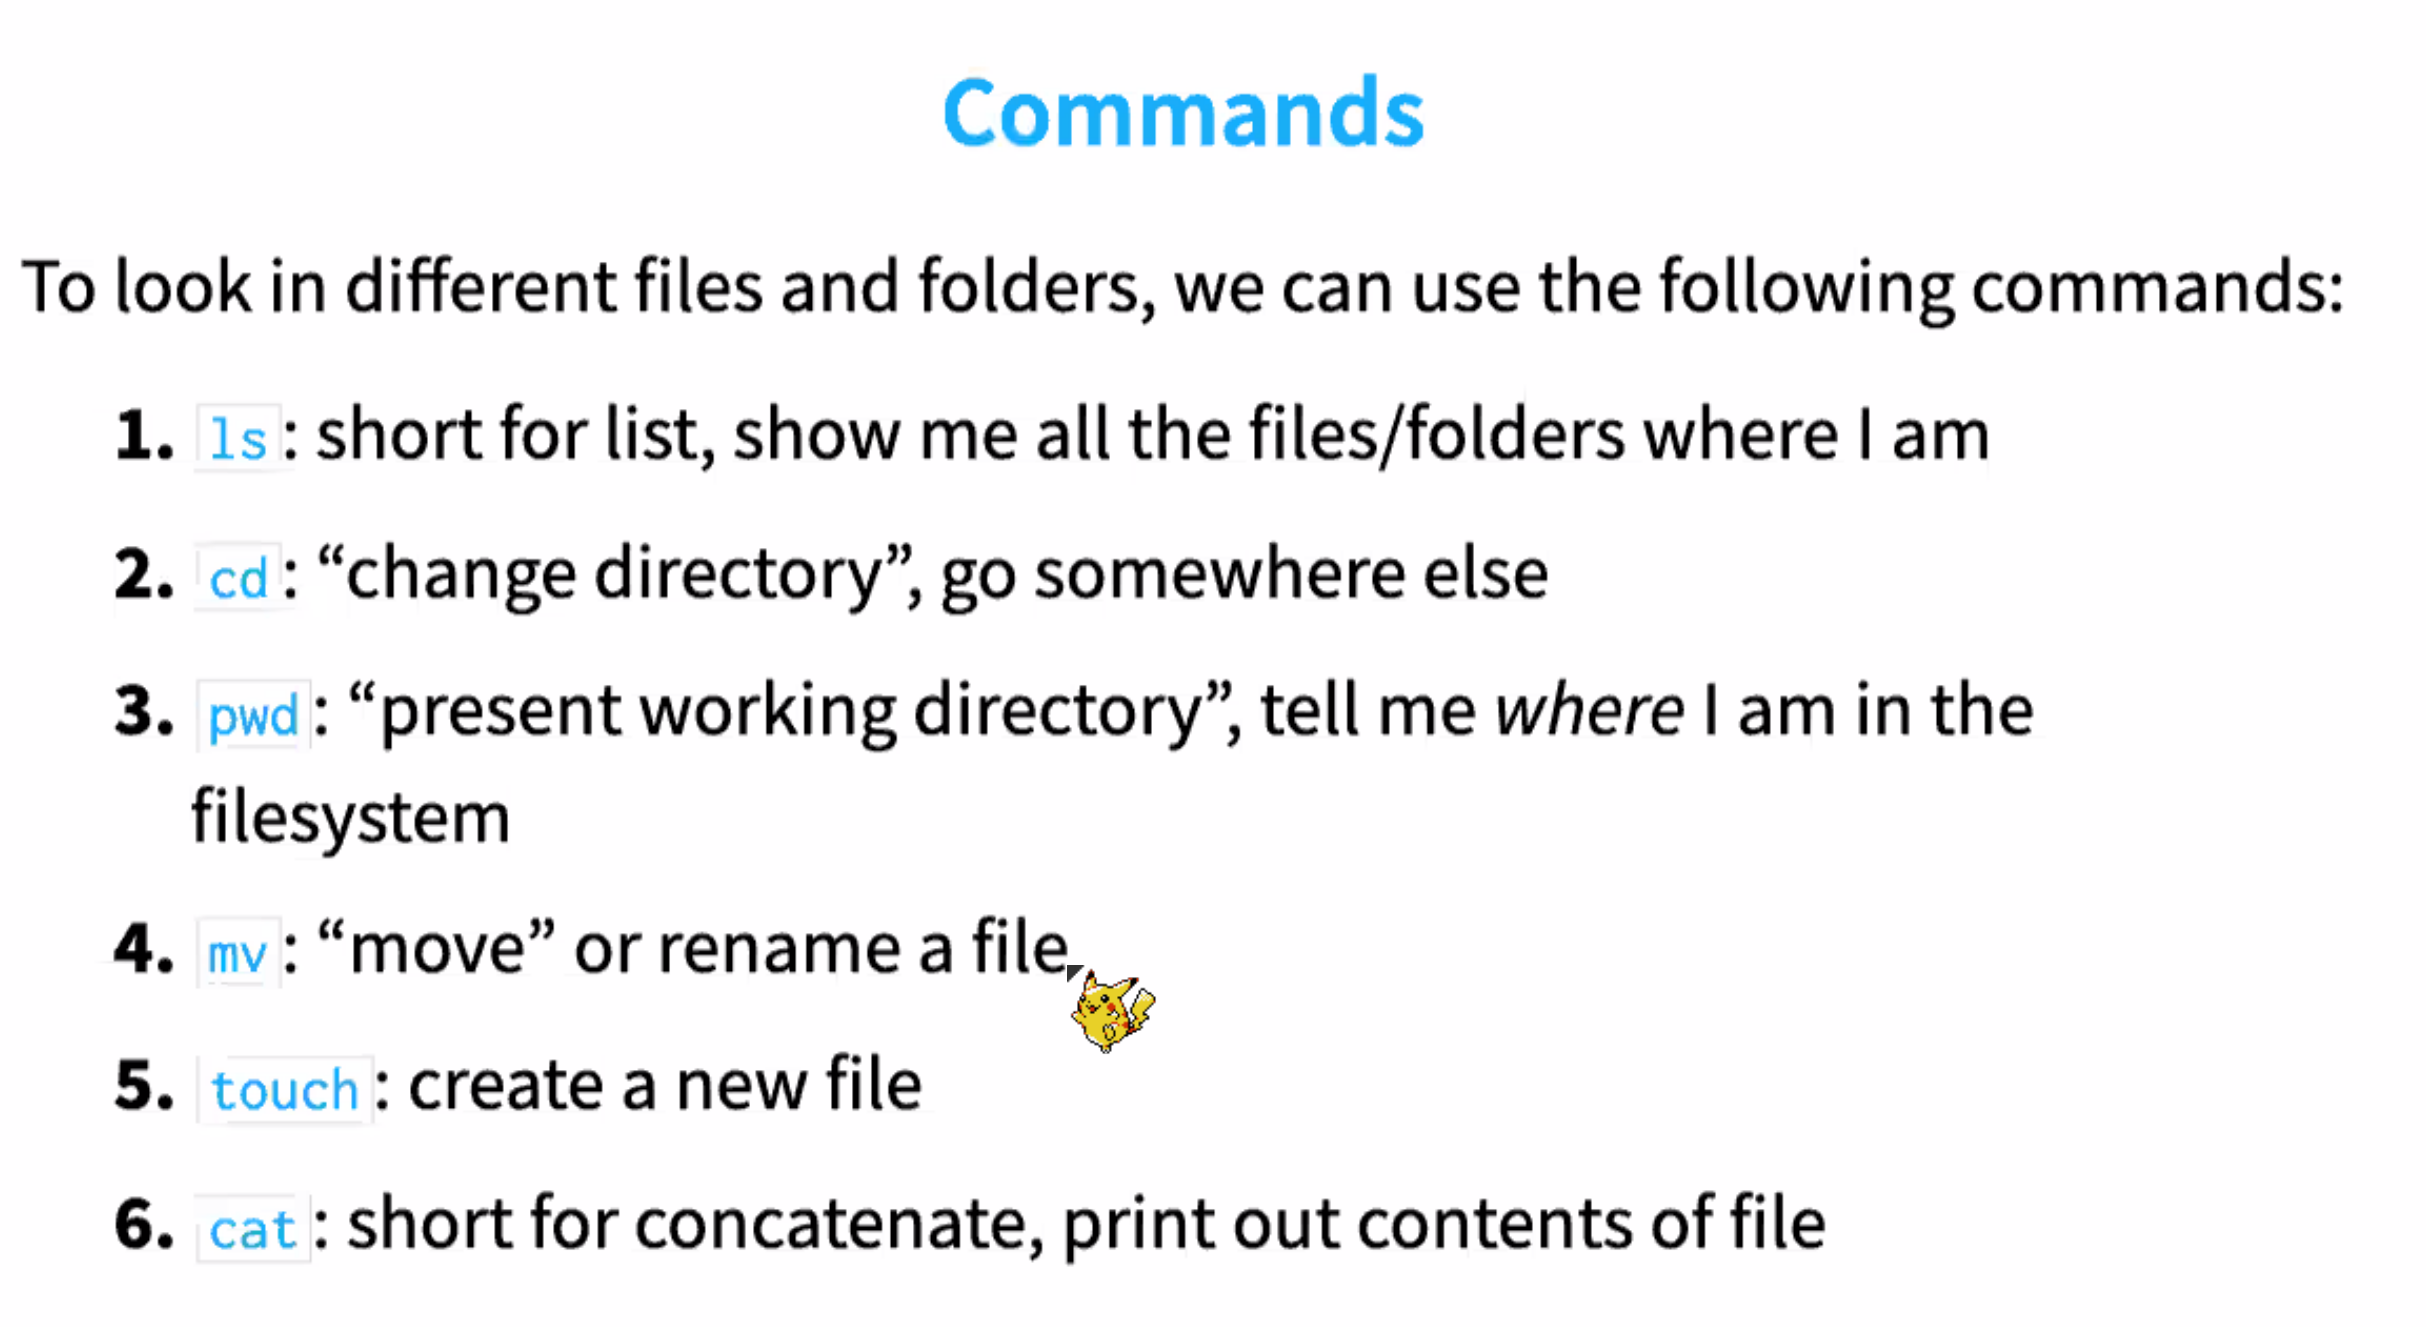 Commands
To look in different files and folders, we can use the following commands:
1. ls: short for list, show me all the files/folders where I am
2. cd: “change directory”, go somewhere else
3. pwd: “present working directory”, tell me where I am in the
filesystem
4. mv: “move” or rename a file
5. touch: create a new file
6. cat: short for concatenate, print out contents of file